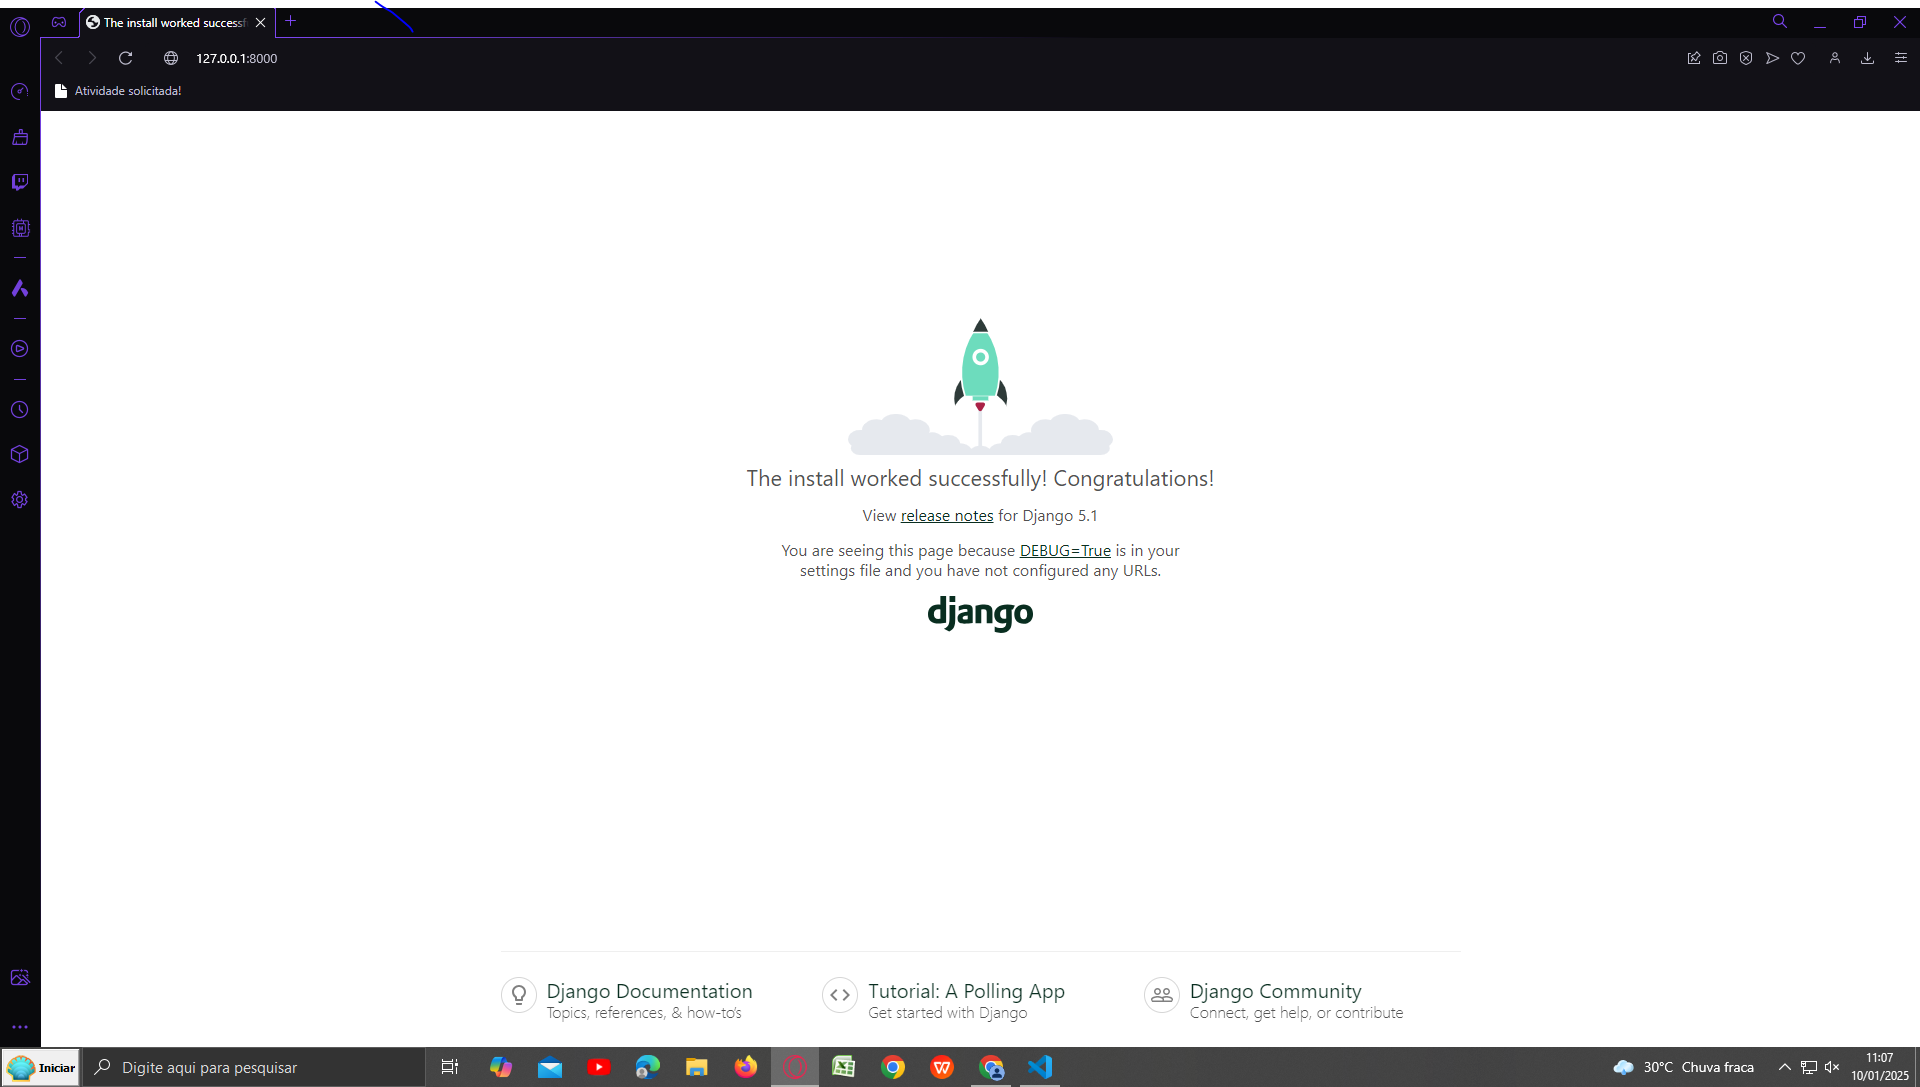 The install worked successf
127.0.0.1:8000
Atividade solicitada!
The install worked successfully! Congratulations!
View release notes for Django 5.1
You are seeing this page because DEBUG=True is in your
settings file and you have not configured any URLs.
django
Django Documentation
Topics, references, & how-to's
Tutorial: A Polling App
Get started with Django
Django Community
Connect, get help, or contribute
Iniciar
Digite aqui para pesquisar
30°C Chuva fraca
11:07
10/01/2025